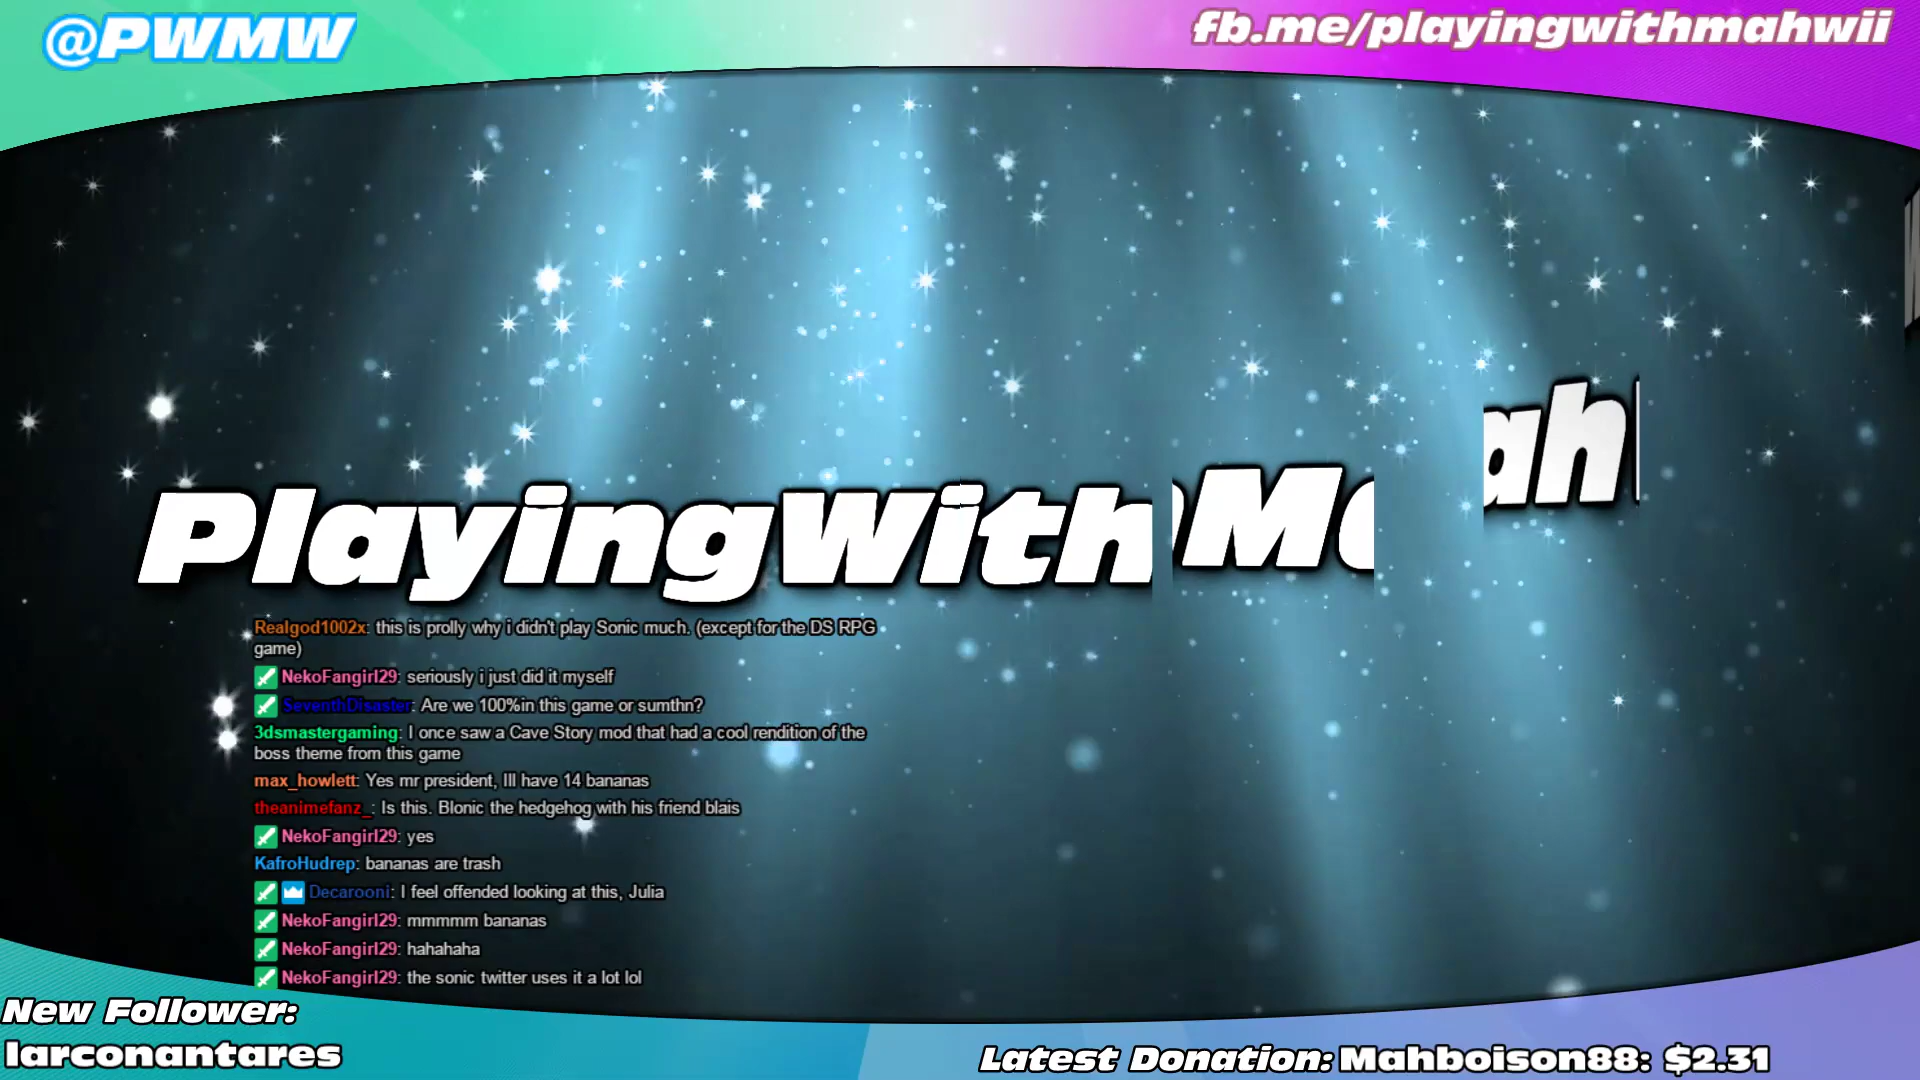 @PWMW
fb.me/playingwithmahwii
PlayingWith
Ma
ah
Realgod1002x: this is prolly why i didn't play Sonic much. (except for the DS RPG
game)
NekoFangirl29: seriously i just did it myself
SeventhDisaster: Are we 100%in this game or sumthn?
3dsmastergaming: I once saw a Cave Story mod that had a cool rendition of the
boss theme from this game
max_howlett: Yes mr president, Ill have 14 bananas
theanimefanz_: Is this. Blonic the hedgehog with his friend blais
NekoFangirl29: yes
KafroHudrep: bananas are trash
Decarooni: I feel offended looking at this, Julia
NekoFangirl29: mmmmm bananas
NekoFangirl29: hahahaha
NekoFangirl29: the sonic twitter uses it a lot lol
New Follower:
larconantares
Latest Donation: Mahboison88: $2.31